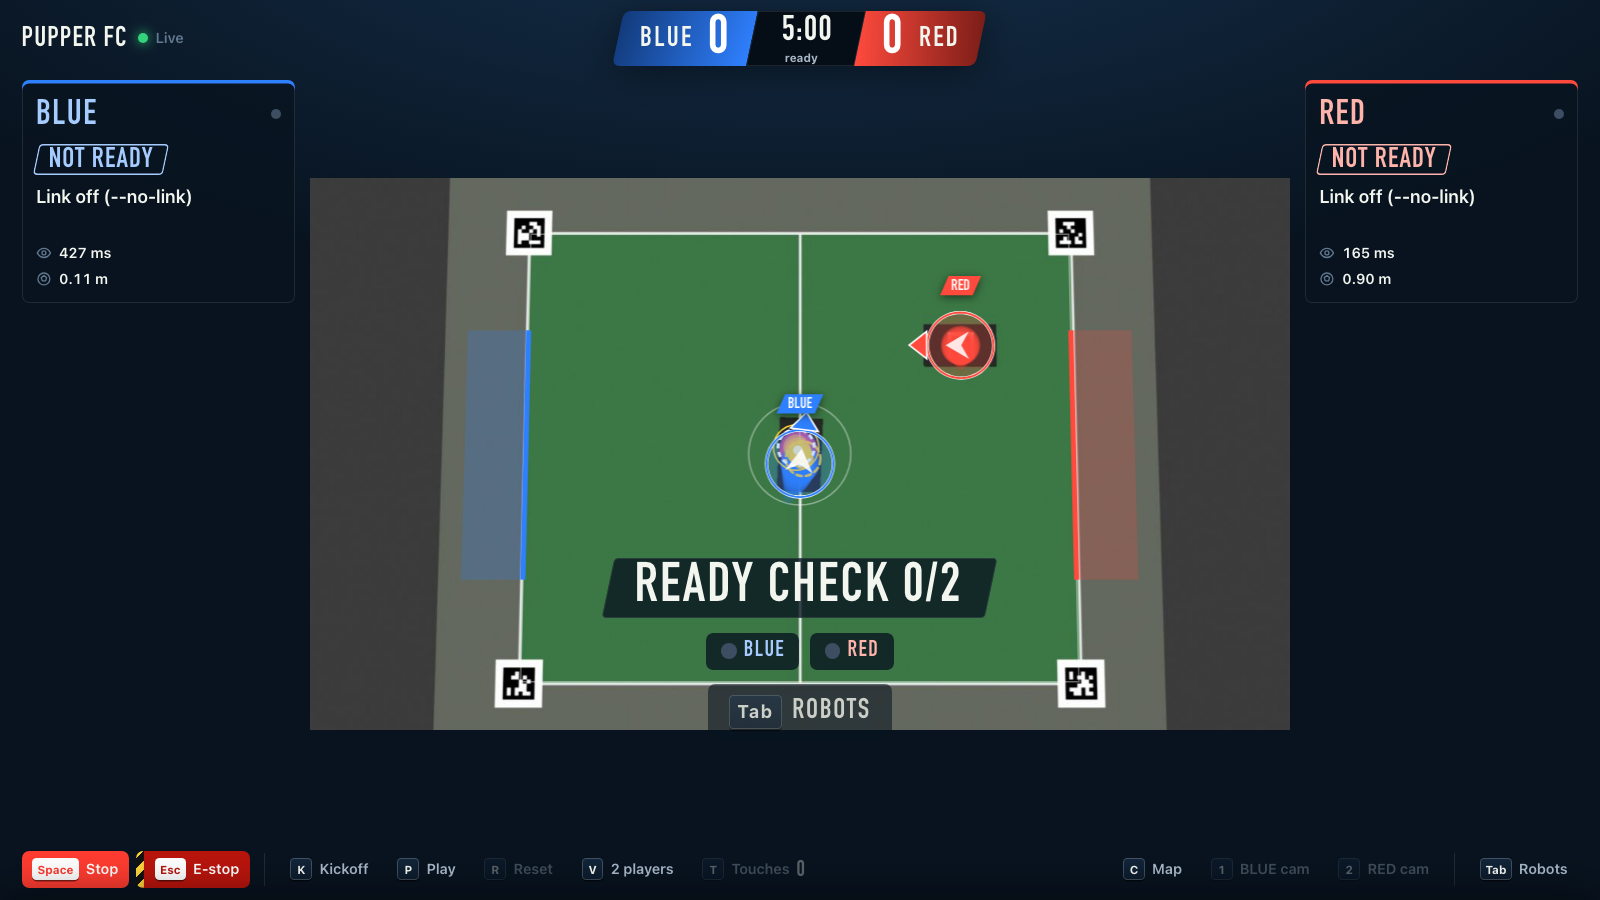 PUPPER FC
Live
BLUE 0
5:00
ready
0 RED
BLUE
NOT READY
Link off (--no-link)
427 ms
0.11 m
RED
NOT READY
Link off (--no-link)
165 ms
0.90 m
RED
BLUE
READY CHECK 0/2
BLUE
RED
Tab ROBOTS
Space Stop
Esc E-stop
K Kickoff
P Play
R Reset
V 2 players
T Touches 0
C Map
1 BLUE cam
2 RED cam
Tab Robots